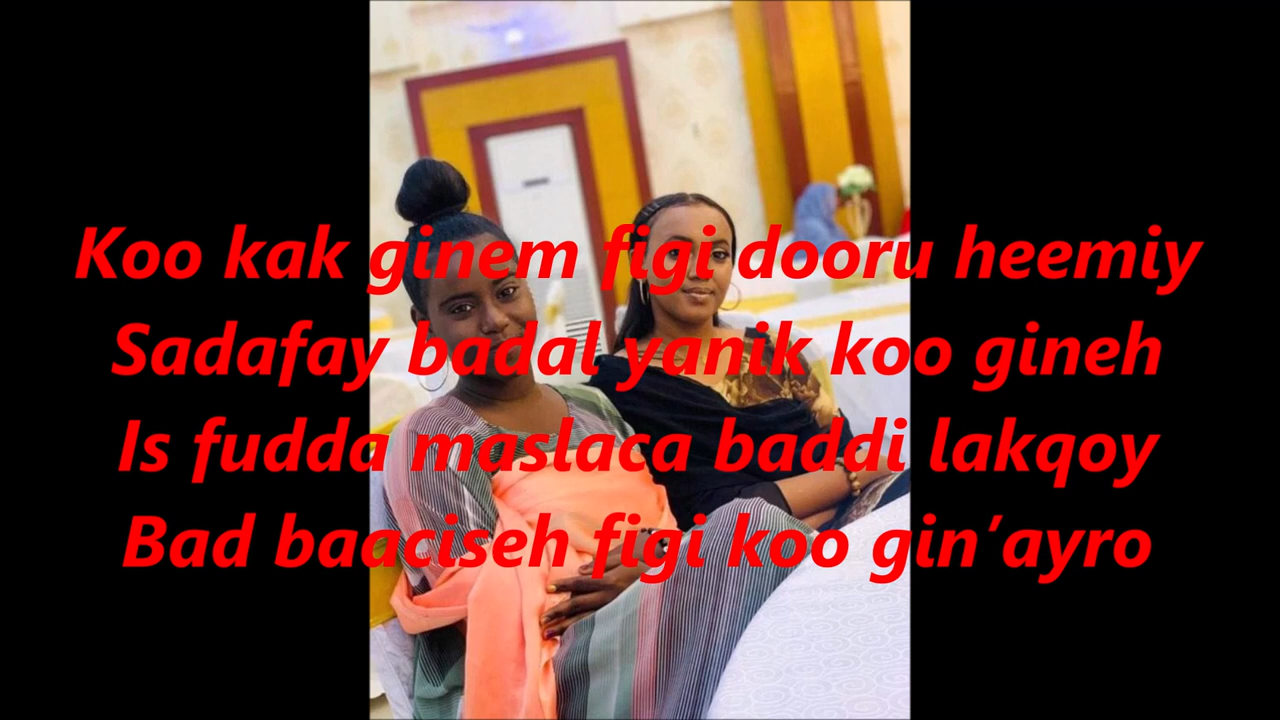 Koo kak ginem figi dooru heemiy
Sadafay badal yanik koo gineh
Is fudda maslaca baddi lakqoy
Bad baaciseh figi koo gin’ayro